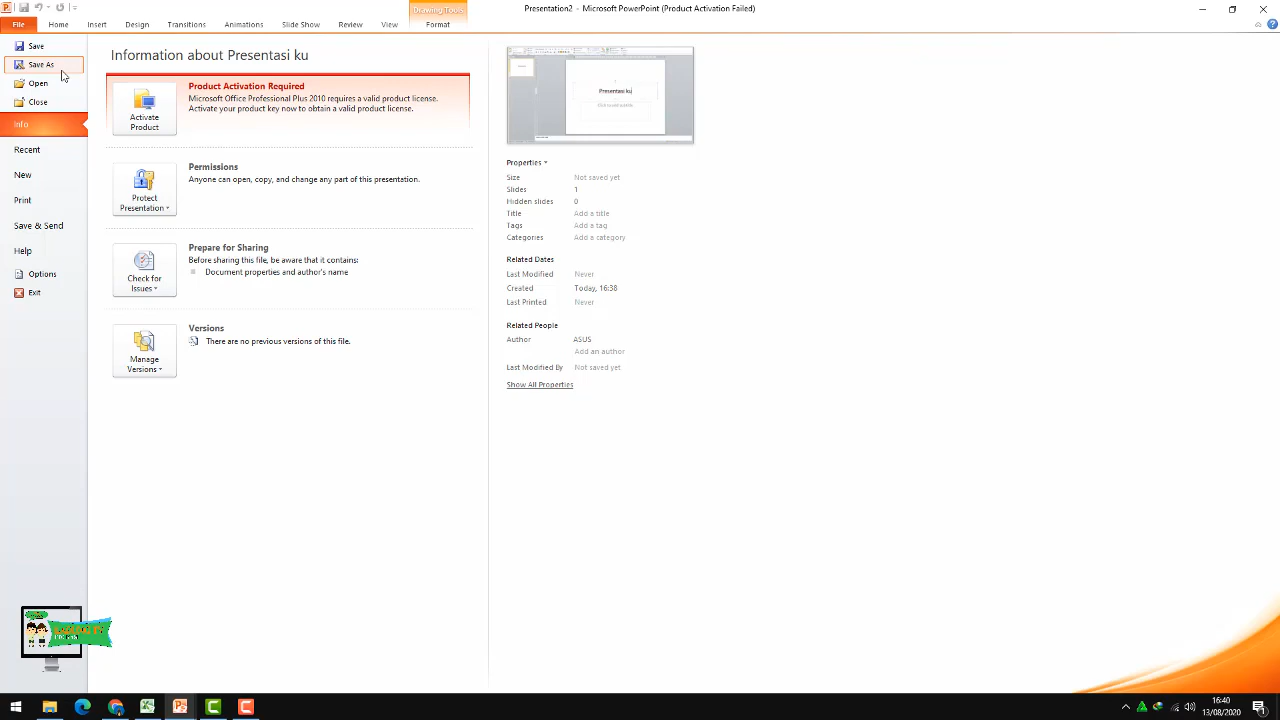 Drawing Tools
Presentation2 - Microsoft PowerPoint (Product Activation Failed)
File Home Insert Design Transitions Animations Slide Show Review View Format
Save
Save As
Open
Close
Info
Recent
New
Print
Save & Send
Help
Options
Exit
Information about Presentasi ku
Activate Product
Product Activation Required
Microsoft Office Professional Plus 2010 requires a valid product license.
Activate your product key now to obtain a valid product license.
Protect Presentation
Permissions
Anyone can open, copy, and change any part of this presentation.
Check for Issues
Prepare for Sharing
Before sharing this file, be aware that it contains:
Document properties and author's name
Manage Versions
Versions
There are no previous versions of this file.
Presentasi ku
Click to add subtitle
Properties
Size Not saved yet
Slides 1
Hidden slides 0
Title Add a title
Tags Add a tag
Categories Add a category
Related Dates
Last Modified Never
Created Today, 16:38
Last Printed Never
Related People
Author ASUS
Add an author
Last Modified By Not saved yet
Show All Properties
16:40
13/08/2020